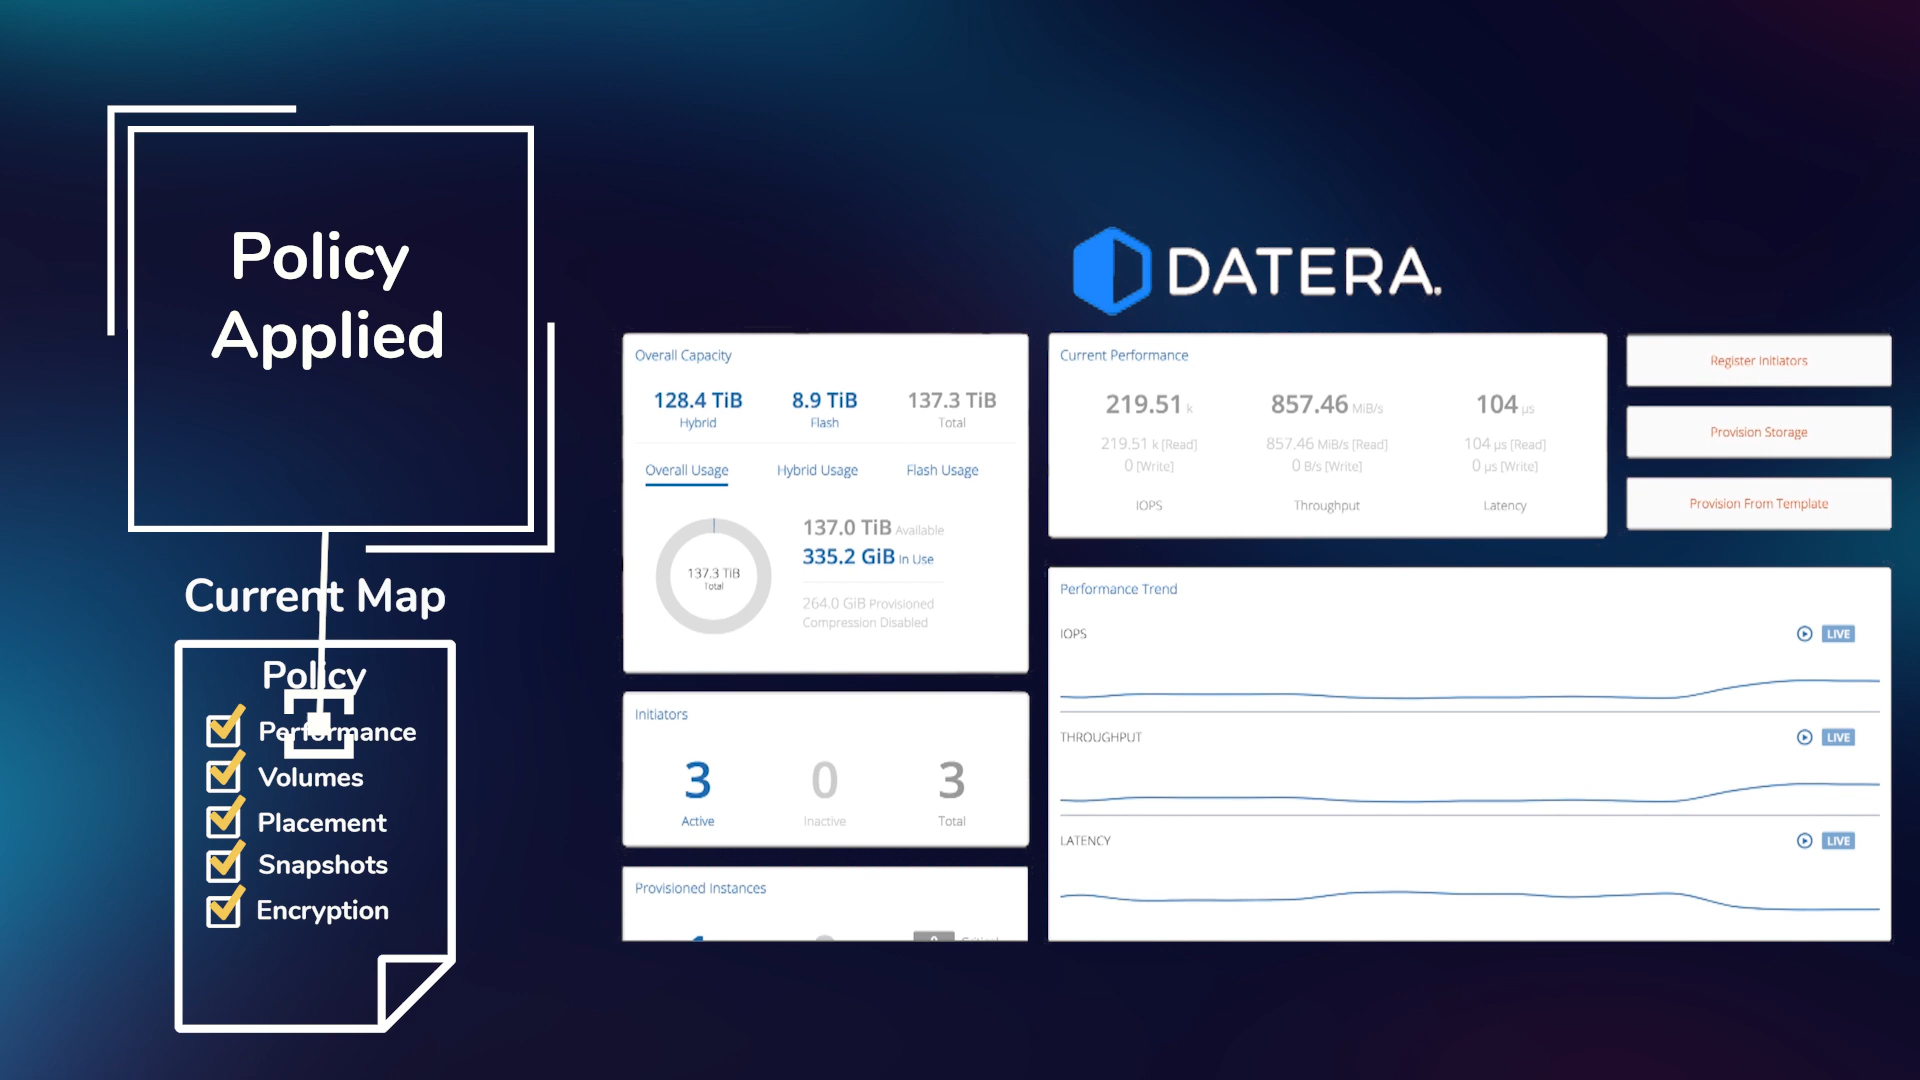 Policy
Applied
Current Map
Policy
Performance
Volumes
Placement
Snapshots
Encryption
DATERA.
Overall Capacity
128.4 TiB 8.9 TiB 137.3 TiB
Hybrid Flash Total
Overall Usage Hybrid Usage Flash Usage
137.3 TiB
Total
137.0 TiB Available
335.2 GiB In Use
264.0 GiB Provisioned
Compression Disabled
Initiators
3 0 3
Active Inactive Total
Provisioned Instances
Current Performance
219.51 k 857.46 MiB/s 104 µs
219.51 k [Read] 857.46 MiB/s [Read] 104 µs [Read]
0 [Write] 0 B/s [Write] 0 µs [Write]
IOPS Throughput Latency
Register Initiators
Provision Storage
Provision From Template
Performance Trend
IOPS LIVE
THROUGHPUT LIVE
LATENCY LIVE